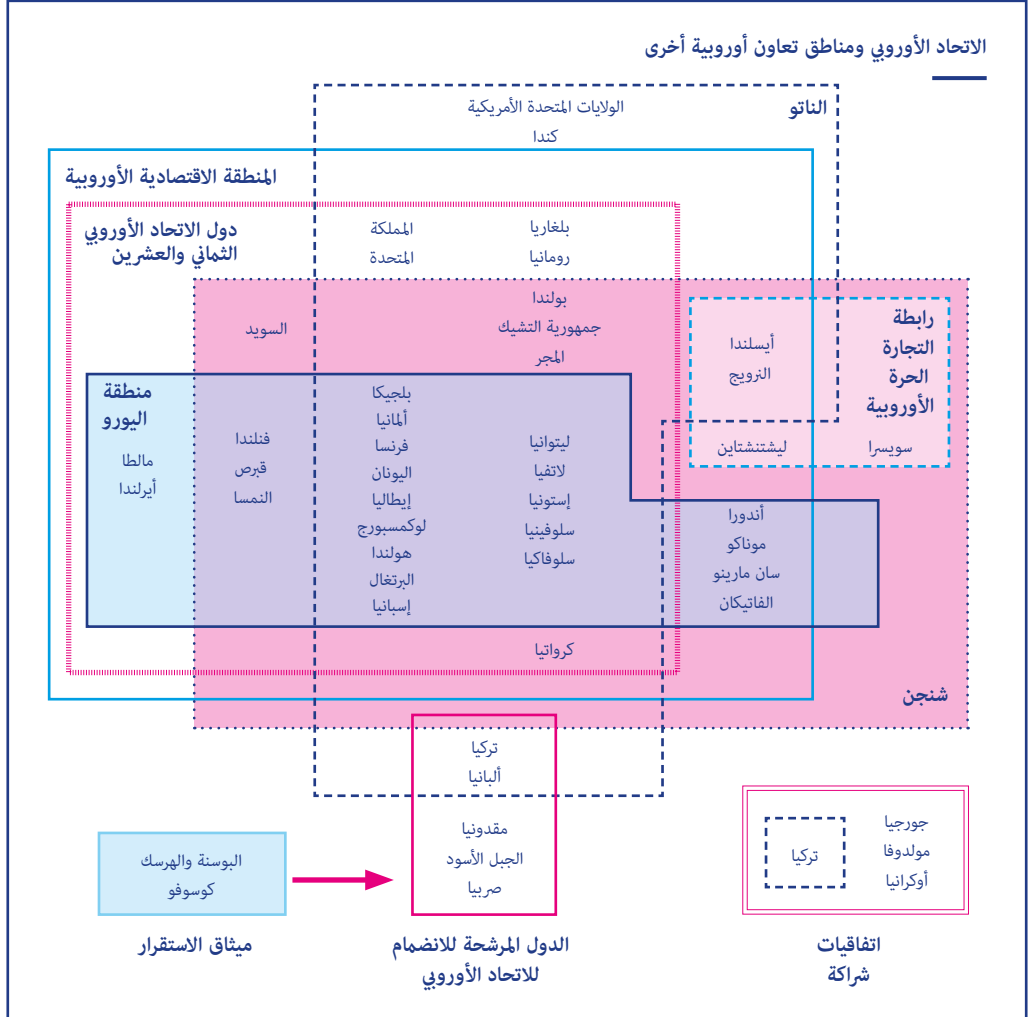 الاتحاد الأوروبي ومناطق تعاون أوروبية أخرى
الناتو
الولايات المتحدة الأمريكية
كندا
المنطقة الاقتصادية الأوروبية
دول الاتحاد الأوروبي
الثماني والعشرين
المملكة
المتحدة
بلغاريا
رومانيا
بولندا
جمهورية التشيك
المجر
السويد
رابطة
التجارة
الحرة
الأوروبية
أيسلندا
النرويج
سويسرا
ليشتنشتاين
منطقة
اليورو
مالطا
أيرلندا
فنلندا
قبرص
النمسا
بلجيكا
ألمانيا
فرنسا
اليونان
إيطاليا
لوكمسبورج
هولندا
البرتغال
إسبانيا
ليتوانيا
لاتفيا
إستونيا
سلوفينيا
سلوفاكيا
أندورا
موناكو
سان مارينو
الفاتيكان
كرواتيا
شنجن
تركيا
ألبانيا
مقدونيا
الجبل الأسود
صربيا
الدول المرشحة للانضمام
للاتحاد الأوروبي
البوسنة والهرسك
كوسوفو
ميثاق الاستقرار
جورجيا
مولدوفا
أوكرانيا
تركيا
اتفاقيات
شراكة